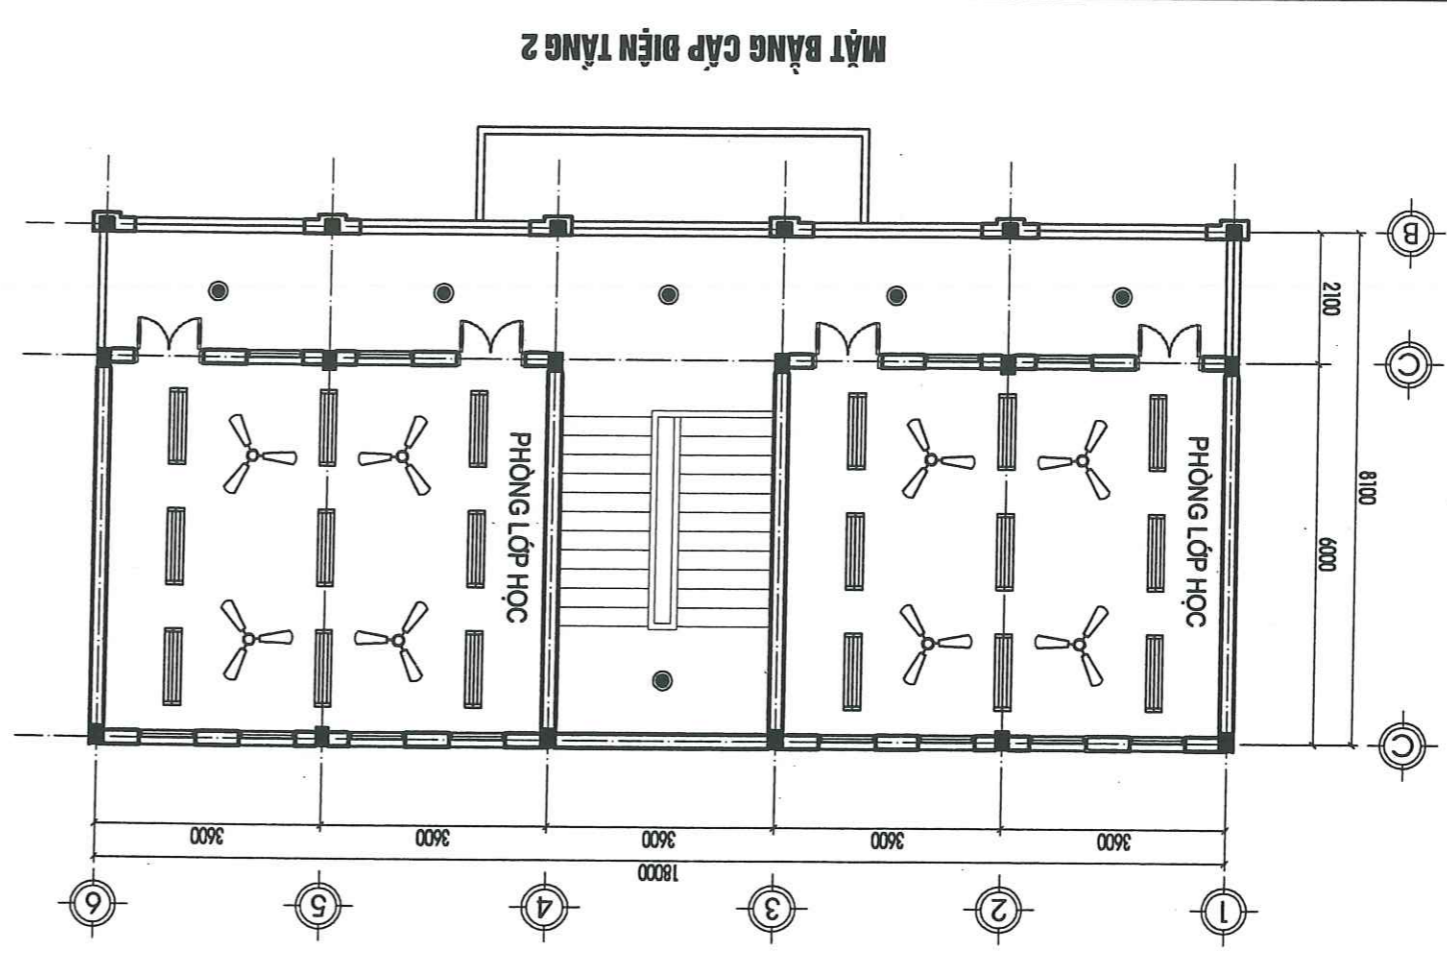 1 2 3 4 5 6
18000
3600 3600 3600 3600 3600
C
PHÒNG LỚP HỌC
PHÒNG LỚP HỌC
6000
8100
C
2100
B
MẶT BẰNG CẤP ĐIỆN TẦNG 2